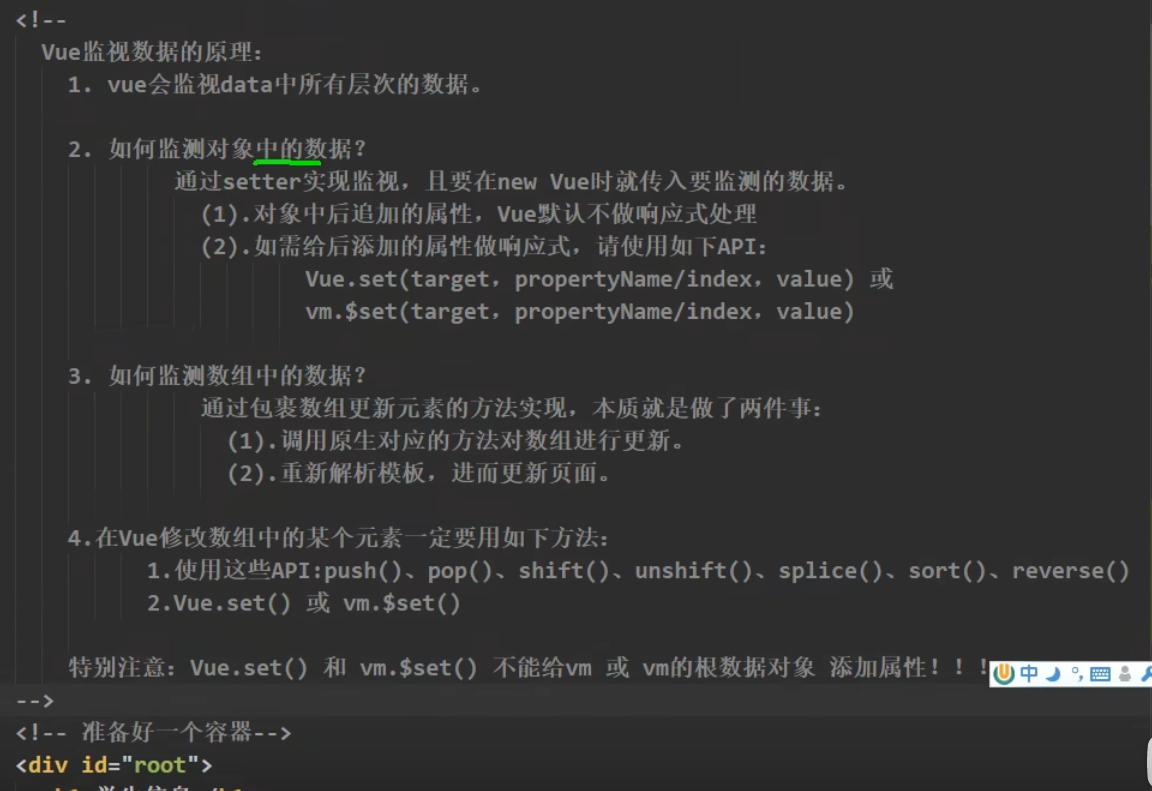 <!--
Vue监视数据的原理：
1. vue会监视data中所有层次的数据。
2. 如何监测对象中的数据？
通过setter实现监视，且要在new Vue时就传入要监测的数据。
(1).对象中后追加的属性，Vue默认不做响应式处理
(2).如需给后添加的属性做响应式，请使用如下API：
Vue.set(target，propertyName/index，value) 或
vm.$set(target，propertyName/index，value)
3. 如何监测数组中的数据？
通过包裹数组更新元素的方法实现，本质就是做了两件事：
(1).调用原生对应的方法对数组进行更新。
(2).重新解析模板，进而更新页面。
4.在Vue修改数组中的某个元素一定要用如下方法：
1.使用这些API:push()、pop()、shift()、unshift()、splice()、sort()、reverse()
2.Vue.set() 或 vm.$set()
特别注意：Vue.set() 和 vm.$set() 不能给vm 或 vm的根数据对象 添加属性！！！
中
-->
<!-- 准备好一个容器-->
<div id="root">